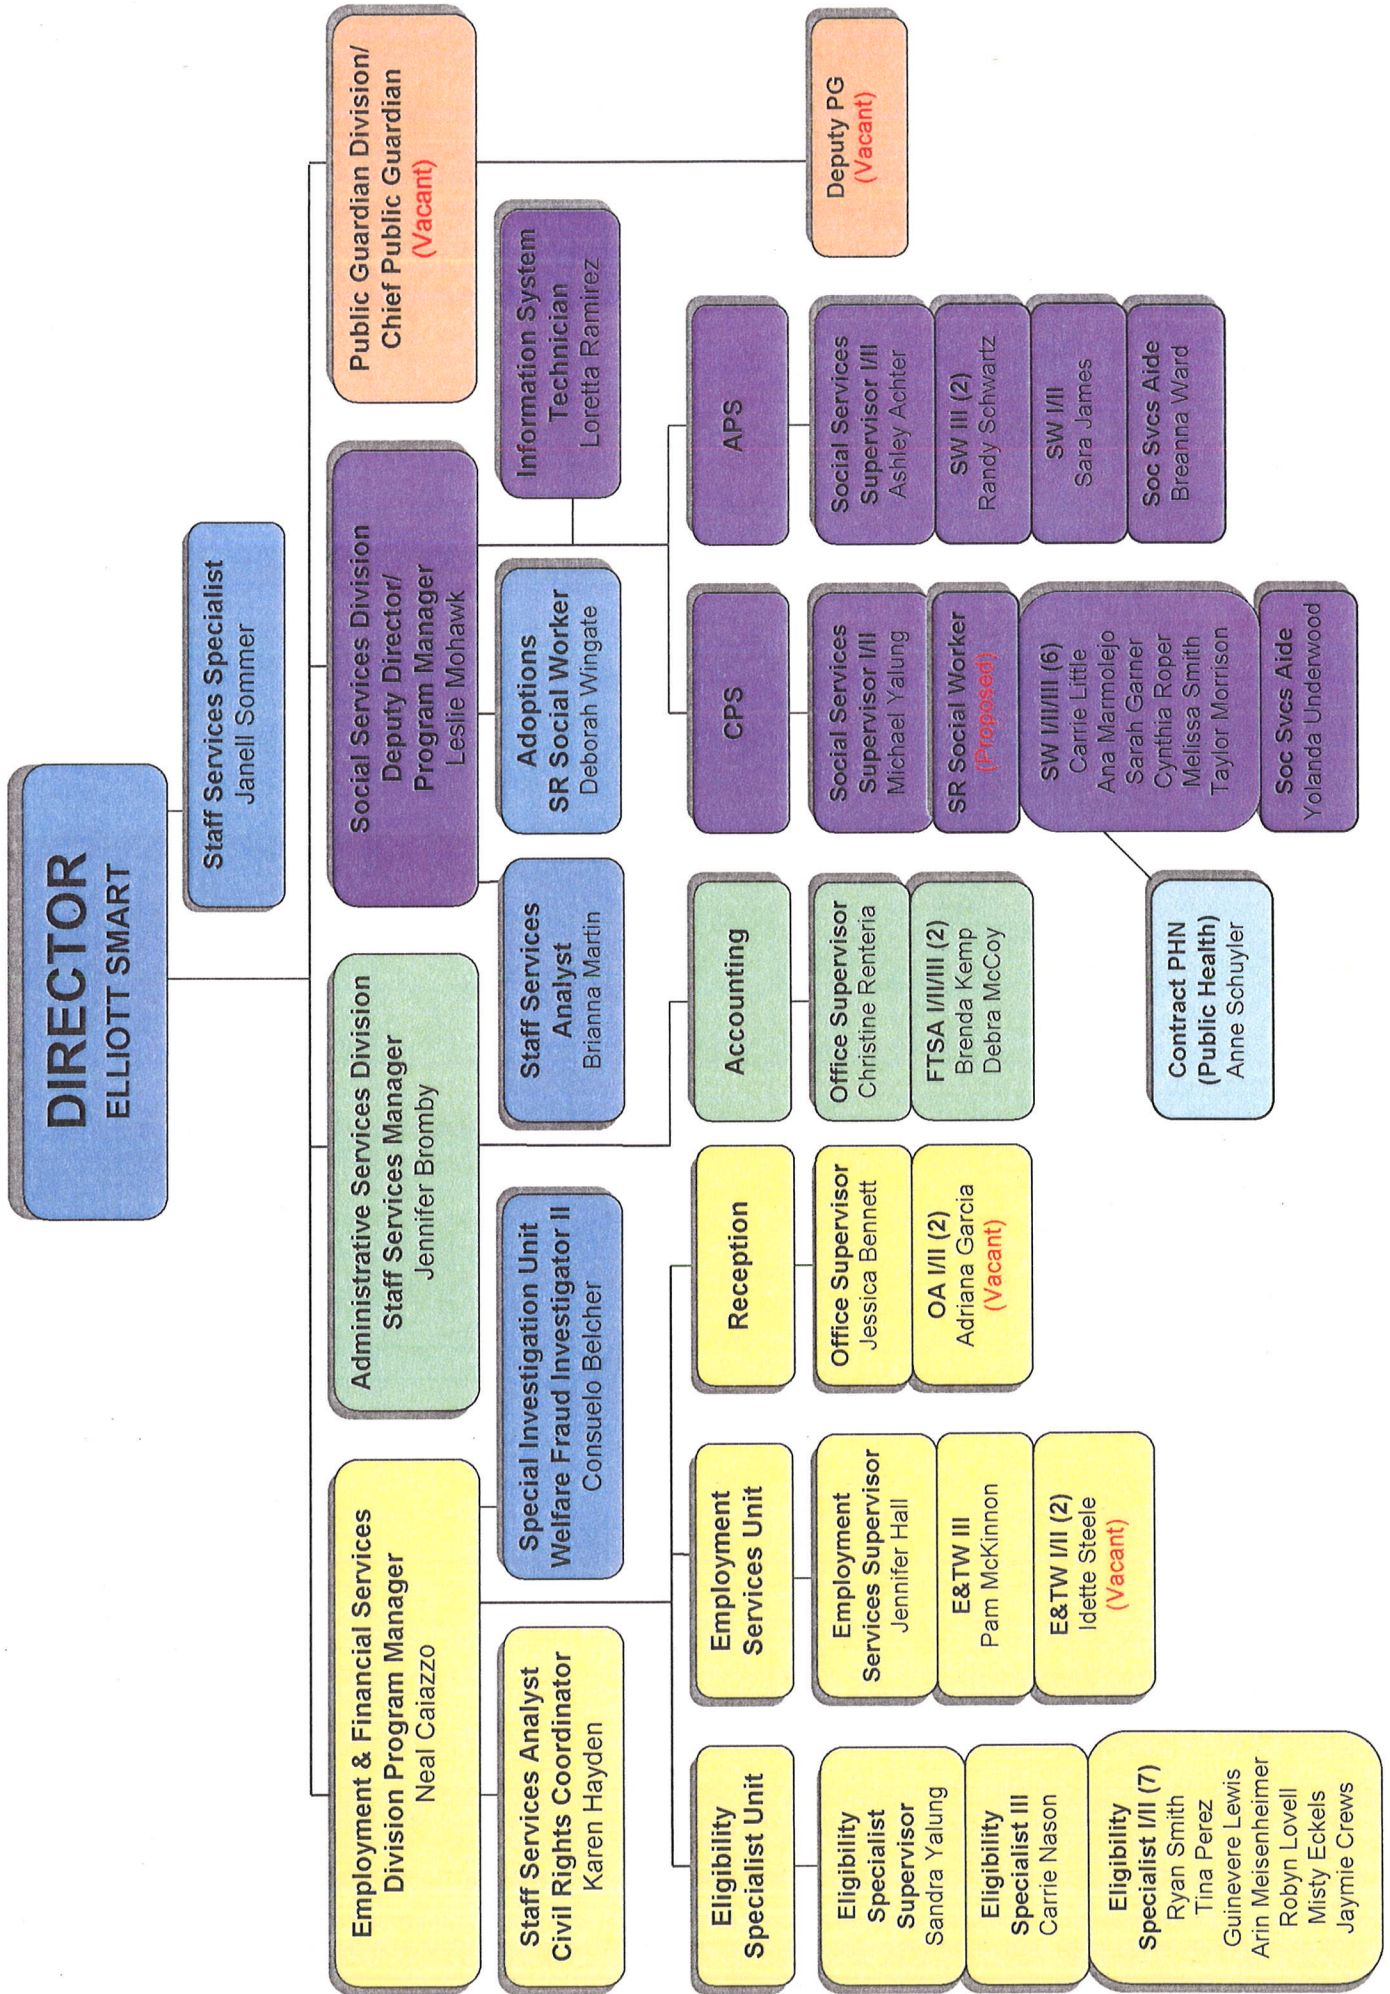 DIRECTOR
ELLIOTT SMART
Staff Services Specialist
Janell Sommer
Employment & Financial Services
Division Program Manager
Neal Caiazzo
Administrative Services Division
Staff Services Manager
Jennifer Bromby
Social Services Division
Deputy Director/
Program Manager
Leslie Mohawk
Public Guardian Division/
Chief Public Guardian
(Vacant)
Staff Services Analyst
Civil Rights Coordinator
Karen Hayden
Special Investigation Unit
Welfare Fraud Investigator II
Consuelo Belcher
Staff Services
Analyst
Brianna Martin
Adoptions
SR Social Worker
Deborah Wingate
Information System
Technician
Loretta Ramirez
Eligibility
Specialist Unit
Eligibility
Specialist
Supervisor
Sandra Yalung
Eligibility
Specialist III
Carrie Nason
Eligibility
Specialist I/II (7)
Ryan Smith
Tina Perez
Guinevere Lewis
Arin Meisenheimer
Robyn Lovell
Misty Eckels
Jaymie Crews
Employment
Services Unit
Employment
Services Supervisor
Jennifer Hall
E&TW III
Pam McKinnon
E&TW I/II (2)
Idette Steele
(Vacant)
Reception
Office Supervisor
Jessica Bennett
OA I/II (2)
Adriana Garcia
(Vacant)
Accounting
Office Supervisor
Christine Renteria
FTSA I/II/III (2)
Brenda Kemp
Debra McCoy
CPS
Social Services
Supervisor I/II
Michael Yalung
SR Social Worker
(Proposed)
SW I/II/III (6)
Carrie Little
Ana Marmolejo
Sarah Garner
Cynthia Roper
Melissa Smith
Taylor Morrison
Soc Svcs Aide
Yolanda Underwood
Contract PHN
(Public Health)
Anne Schuyler
APS
Social Services
Supervisor I/II
Ashley Achter
SW III (2)
Randy Schwartz
SW I/II
Sara James
Soc Svcs Aide
Breanna Ward
Deputy PG
(Vacant)